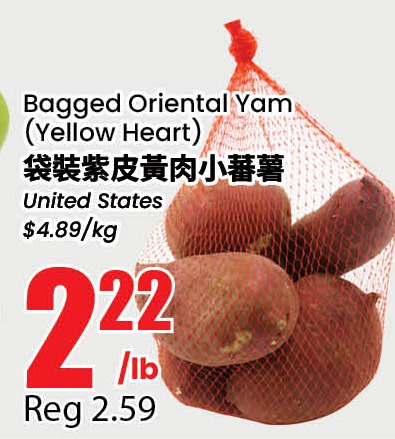 Bagged Oriental Yam
(Yellow Heart)
袋裝紫皮黃肉小蕃薯
United States
$4.89/kg
2.22/lb
Reg 2.59